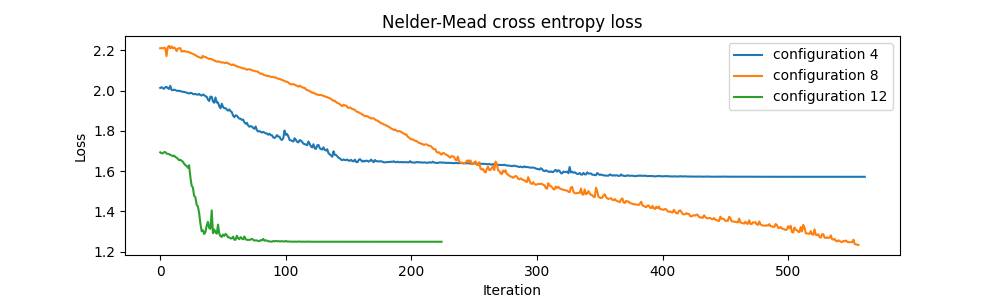 Nelder-Mead cross entropy loss
Loss
2.2
2.0
1.8
1.6
1.4
1.2
configuration 4
configuration 8
configuration 12
0 100 200 300 400 500
Iteration